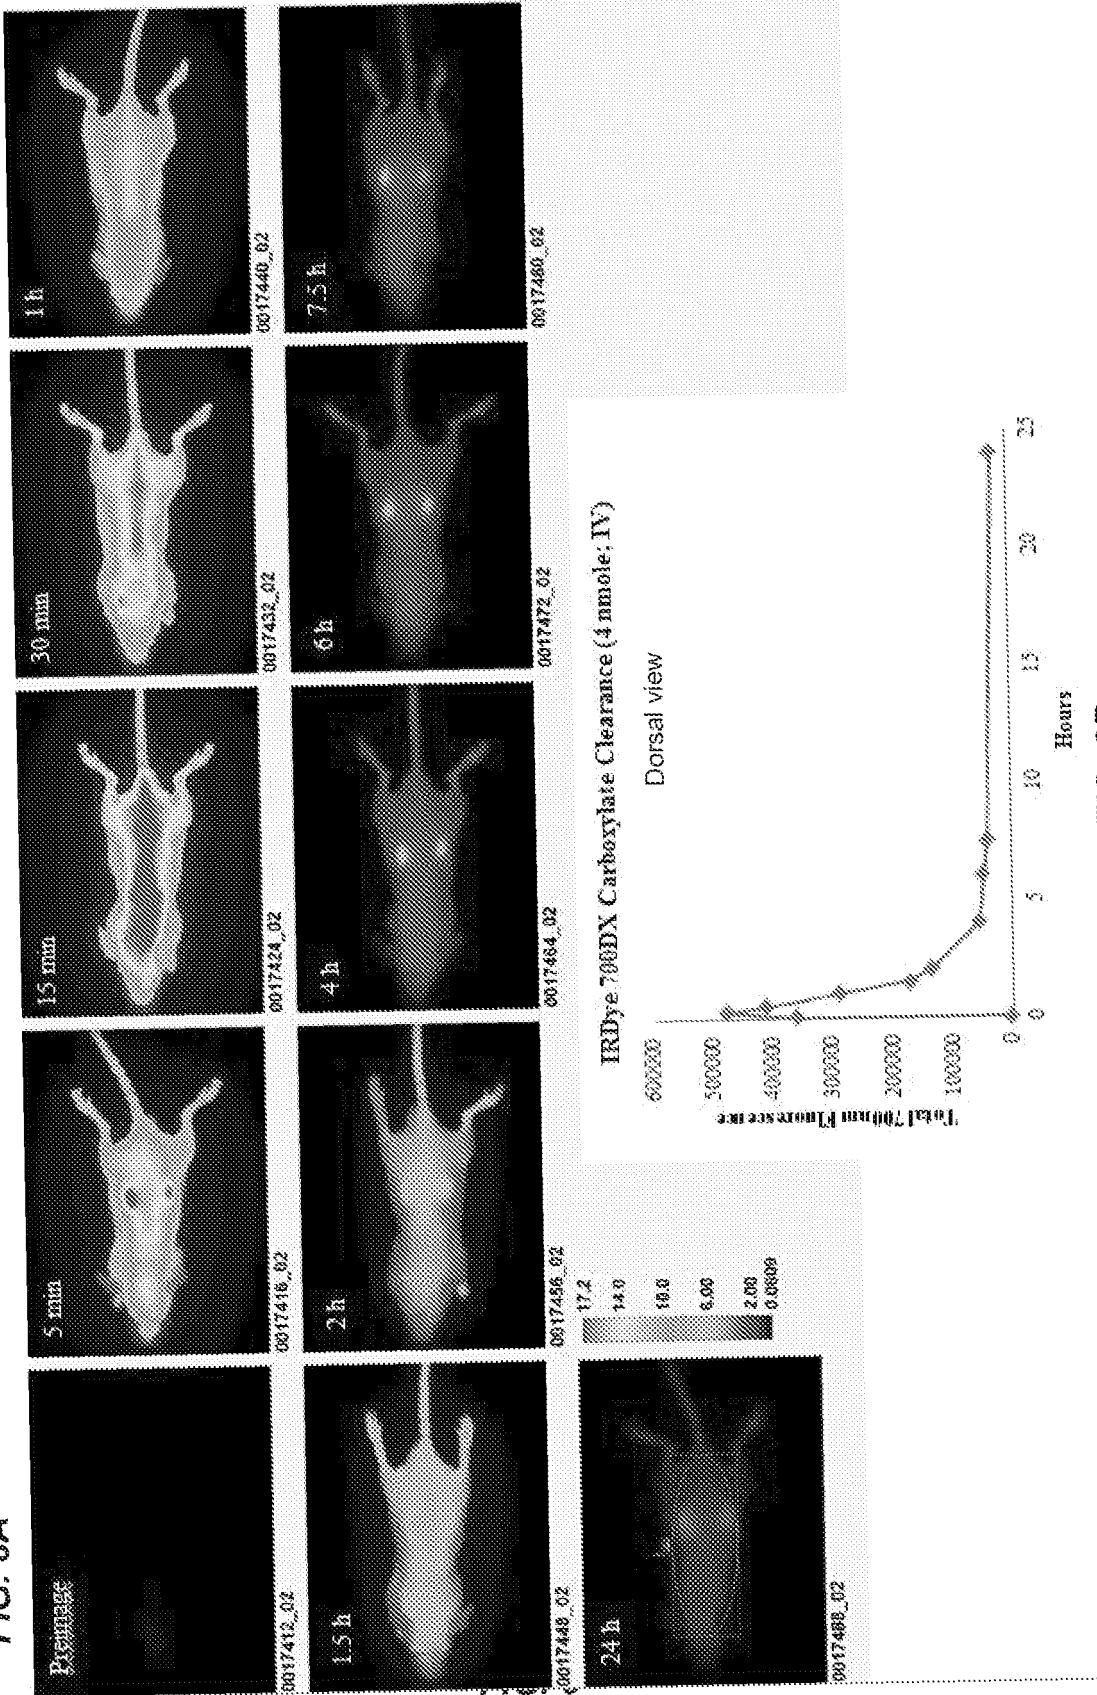 Preimage
5 min
15 min
30 min
1 h
0017412_02
0017416_02
0017424_02
0017432_02
0017440_02
1.5 h
2 h
4 h
6 h
7.5 h
0017448_02
0017456_02
0017464_02
0017472_02
0017480_02
24 h
0017488_02
17.2
14.0
10.0
6.00
2.00
0.0809
IRDye 700DX Carboxylate Clearance (4 nmole; IV)
Dorsal view
Total 700nm Fluorescence
600000
500000
400000
300000
200000
100000
0
0
5
10
15
20
25
Hours